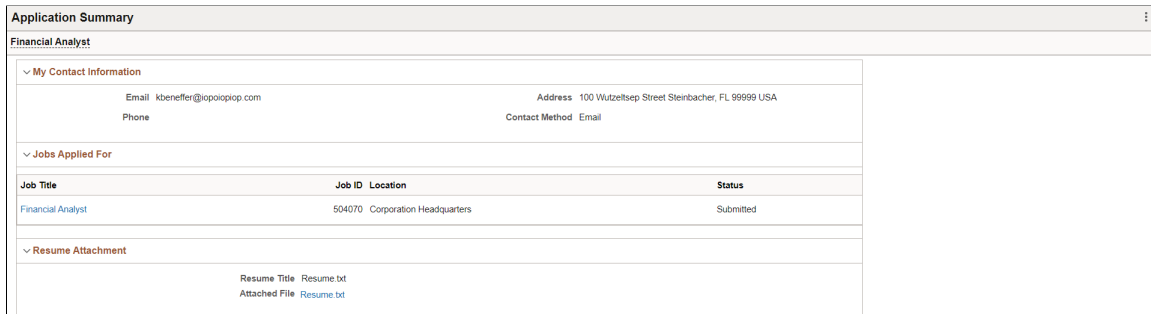 Application Summary
Financial Analyst
My Contact Information
Email kbeneffer@iopoiopiop.com Address 100 Wutzeltsep Street Steinbacher, FL 99999 USA
Phone Contact Method Email
Jobs Applied For
Job Title Job ID Location Status
Financial Analyst 504070 Corporation Headquarters Submitted
Resume Attachment
Resume Title Resume.txt
Attached File Resume.txt